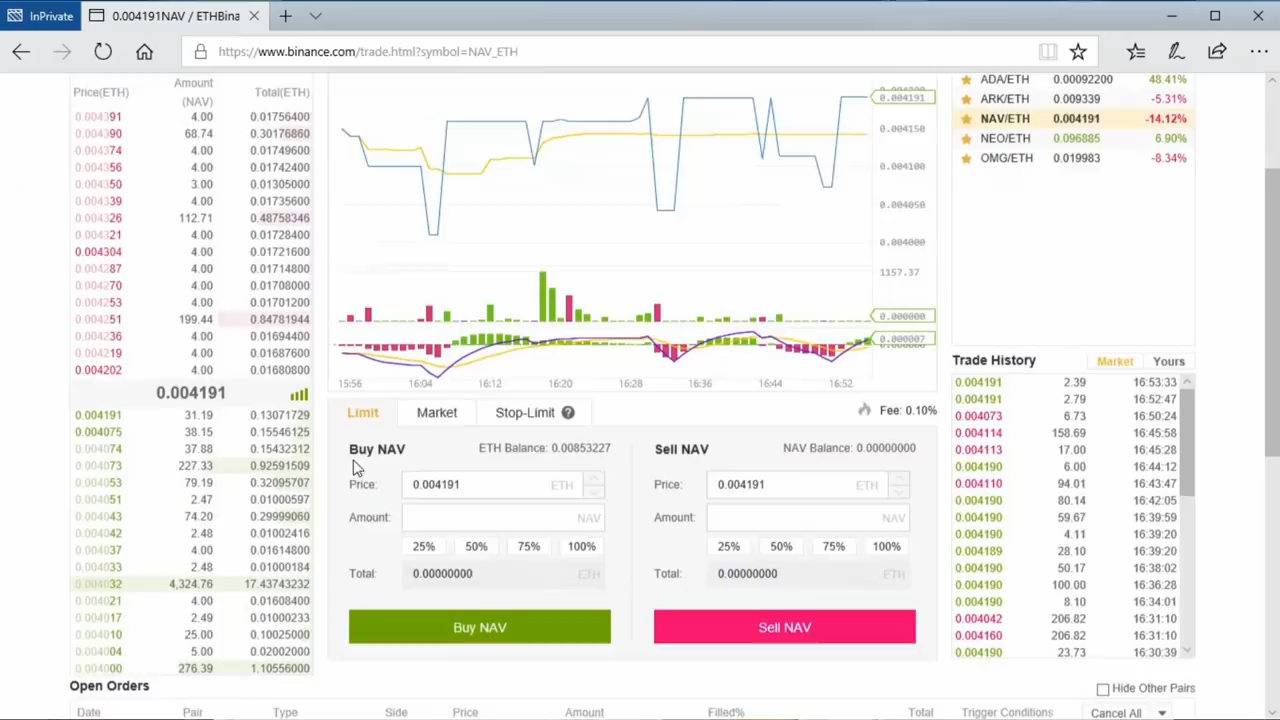 InPrivate
0.004191NAV / ETHBina
https://www.binance.com/trade.html?symbol=NAV_ETH
Price(ETH) Amount (NAV) Total(ETH)
0.004391 4.00 0.01756400
0.004390 68.74 0.30176860
0.004374 4.00 0.01749600
0.004356 4.00 0.01742400
0.004350 3.00 0.01305000
0.004339 4.00 0.01735600
0.004326 112.71 0.48758346
0.004321 4.00 0.01728400
0.004304 4.00 0.01721600
0.004287 4.00 0.01714800
0.004270 4.00 0.01708000
0.004253 4.00 0.01701200
0.004251 199.44 0.84781944
0.004236 4.00 0.01694400
0.004219 4.00 0.01687600
0.004202 4.00 0.01680800
0.004191
0.004191 31.19 0.13071729
0.004075 38.15 0.15546125
0.004074 37.88 0.15432312
0.004073 227.33 0.92591509
0.004053 79.19 0.32095707
0.004051 2.47 0.01000597
0.004043 74.20 0.29999060
0.004042 2.48 0.01002416
0.004037 4.00 0.01614800
0.004033 2.48 0.01000184
0.004032 4,324.76 17.43743232
0.004021 4.00 0.01608400
0.004017 2.49 0.01000233
0.004010 25.00 0.10025000
0.004004 5.00 0.02002000
0.004000 276.39 1.10556000
0.004191
0.004150
0.004100
0.004050
0.004000
1157.37
0.000000
0.000007
15:56 16:04 16:12 16:20 16:28 16:36 16:44 16:52
Limit Market Stop-Limit ? Fee: 0.10%
Buy NAV ETH Balance: 0.00853227
Price: 0.004191 ETH
Amount: NAV
25% 50% 75% 100%
Total: 0.00000000 ETH
Buy NAV
Sell NAV NAV Balance: 0.00000000
Price: 0.004191 ETH
Amount: NAV
25% 50% 75% 100%
Total: 0.00000000 ETH
Sell NAV
ADA/ETH 0.00092200 48.41%
ARK/ETH 0.009339 -5.31%
NAV/ETH 0.004191 -14.12%
NEO/ETH 0.096885 6.90%
OMG/ETH 0.019983 -8.34%
Trade History Market Yours
0.004191 2.39 16:53:33
0.004191 2.79 16:52:47
0.004073 6.73 16:50:24
0.004114 158.69 16:45:58
0.004113 17.00 16:45:28
0.004190 6.00 16:44:12
0.004110 94.01 16:43:47
0.004190 80.14 16:42:05
0.004190 59.67 16:39:59
0.004190 4.11 16:39:20
0.004189 28.10 16:39:20
0.004190 50.17 16:38:02
0.004190 100.00 16:36:28
0.004190 8.10 16:34:01
0.004042 206.82 16:31:10
0.004160 206.82 16:31:10
0.004190 23.73 16:30:39
Open Orders Hide Other Pairs
Date Pair Type Side Price Amount Filled% Total Trigger Conditions Cancel All